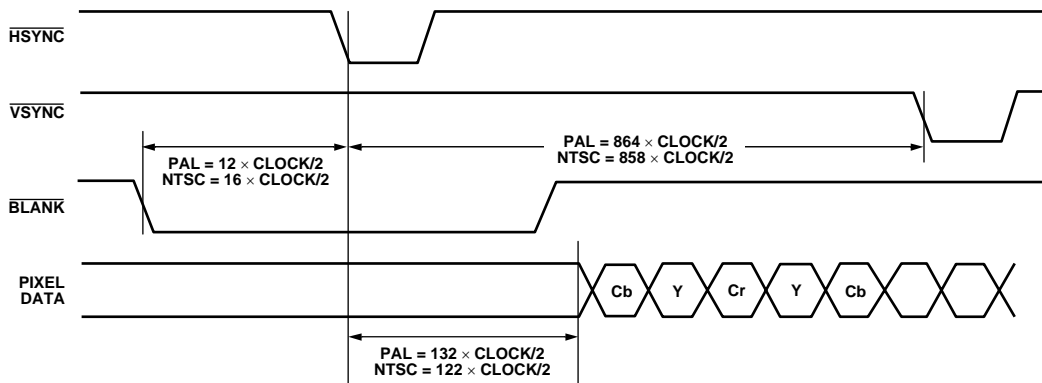 HSYNC
VSYNC
PAL = 12 × CLOCK/2
NTSC = 16 × CLOCK/2
PAL = 864 × CLOCK/2
NTSC = 858 × CLOCK/2
BLANK
PIXEL
DATA
Cb Y Cr Y Cb
PAL = 132 × CLOCK/2
NTSC = 122 × CLOCK/2